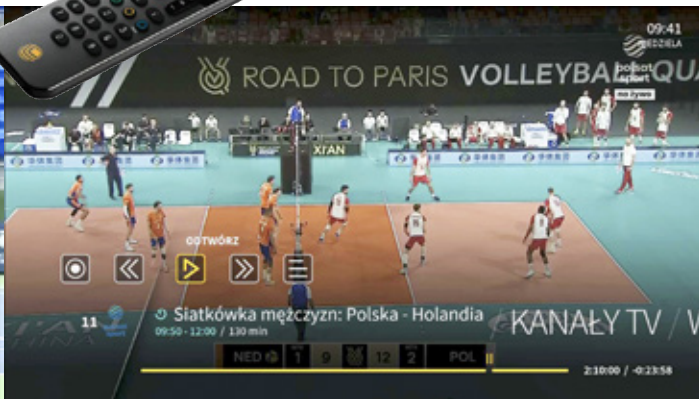 09:41
NIEDZIELA
polsat
sport
na żywo
ROAD TO PARIS VOLLEYBALL QUA
XI'AN
ODTWÓRZ
11
Siatkówka mężczyzn: Polska - Holandia
09:50 - 12:00 / 130 min
KANAŁY TV / W
CHINA
NED 1 9 12 2 POL
2:10:00 / -0:23:58